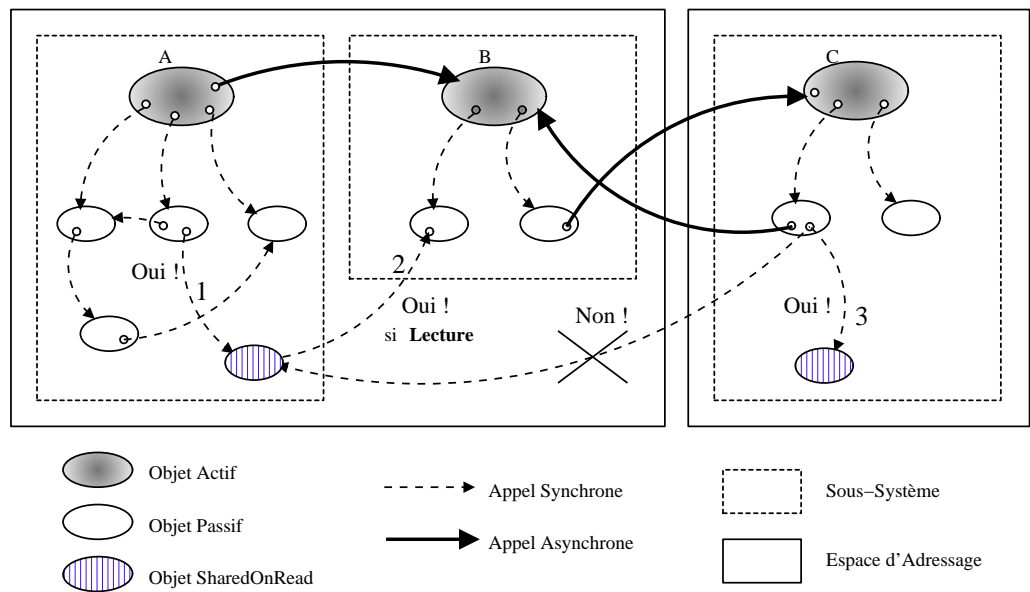 A
B
C
Oui !
1
2
Oui !
si Lecture
Non !
Oui !
3
Objet Actif
Objet Passif
Objet SharedOnRead
Appel Synchrone
Appel Asynchrone
Sous−Système
Espace d'Adressage